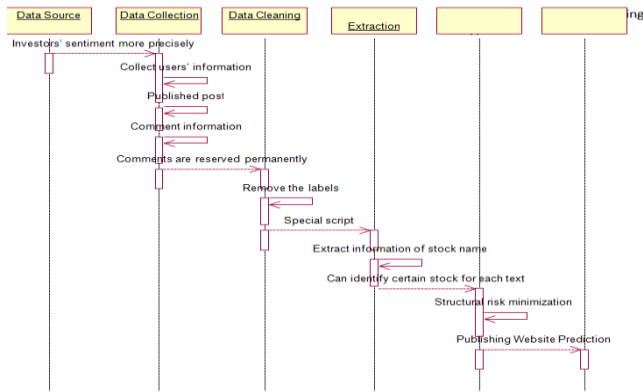 Data Source
Data Collection
Data Cleaning
Extraction
ing
Investors' sentiment more precisely
Collect users' information
Published post
Comment information
Comments are reserved permanently
Remove the labels
Special script
Extract information of stock name
Can identify certain stock for each text
Structural risk minimization
Publishing Website Prediction